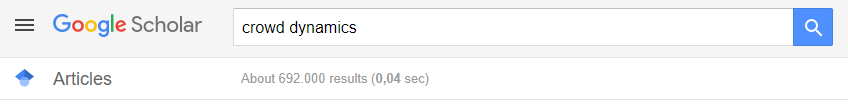 Google Scholar
crowd dynamics
Articles
About 692.000 results (0,04 sec)